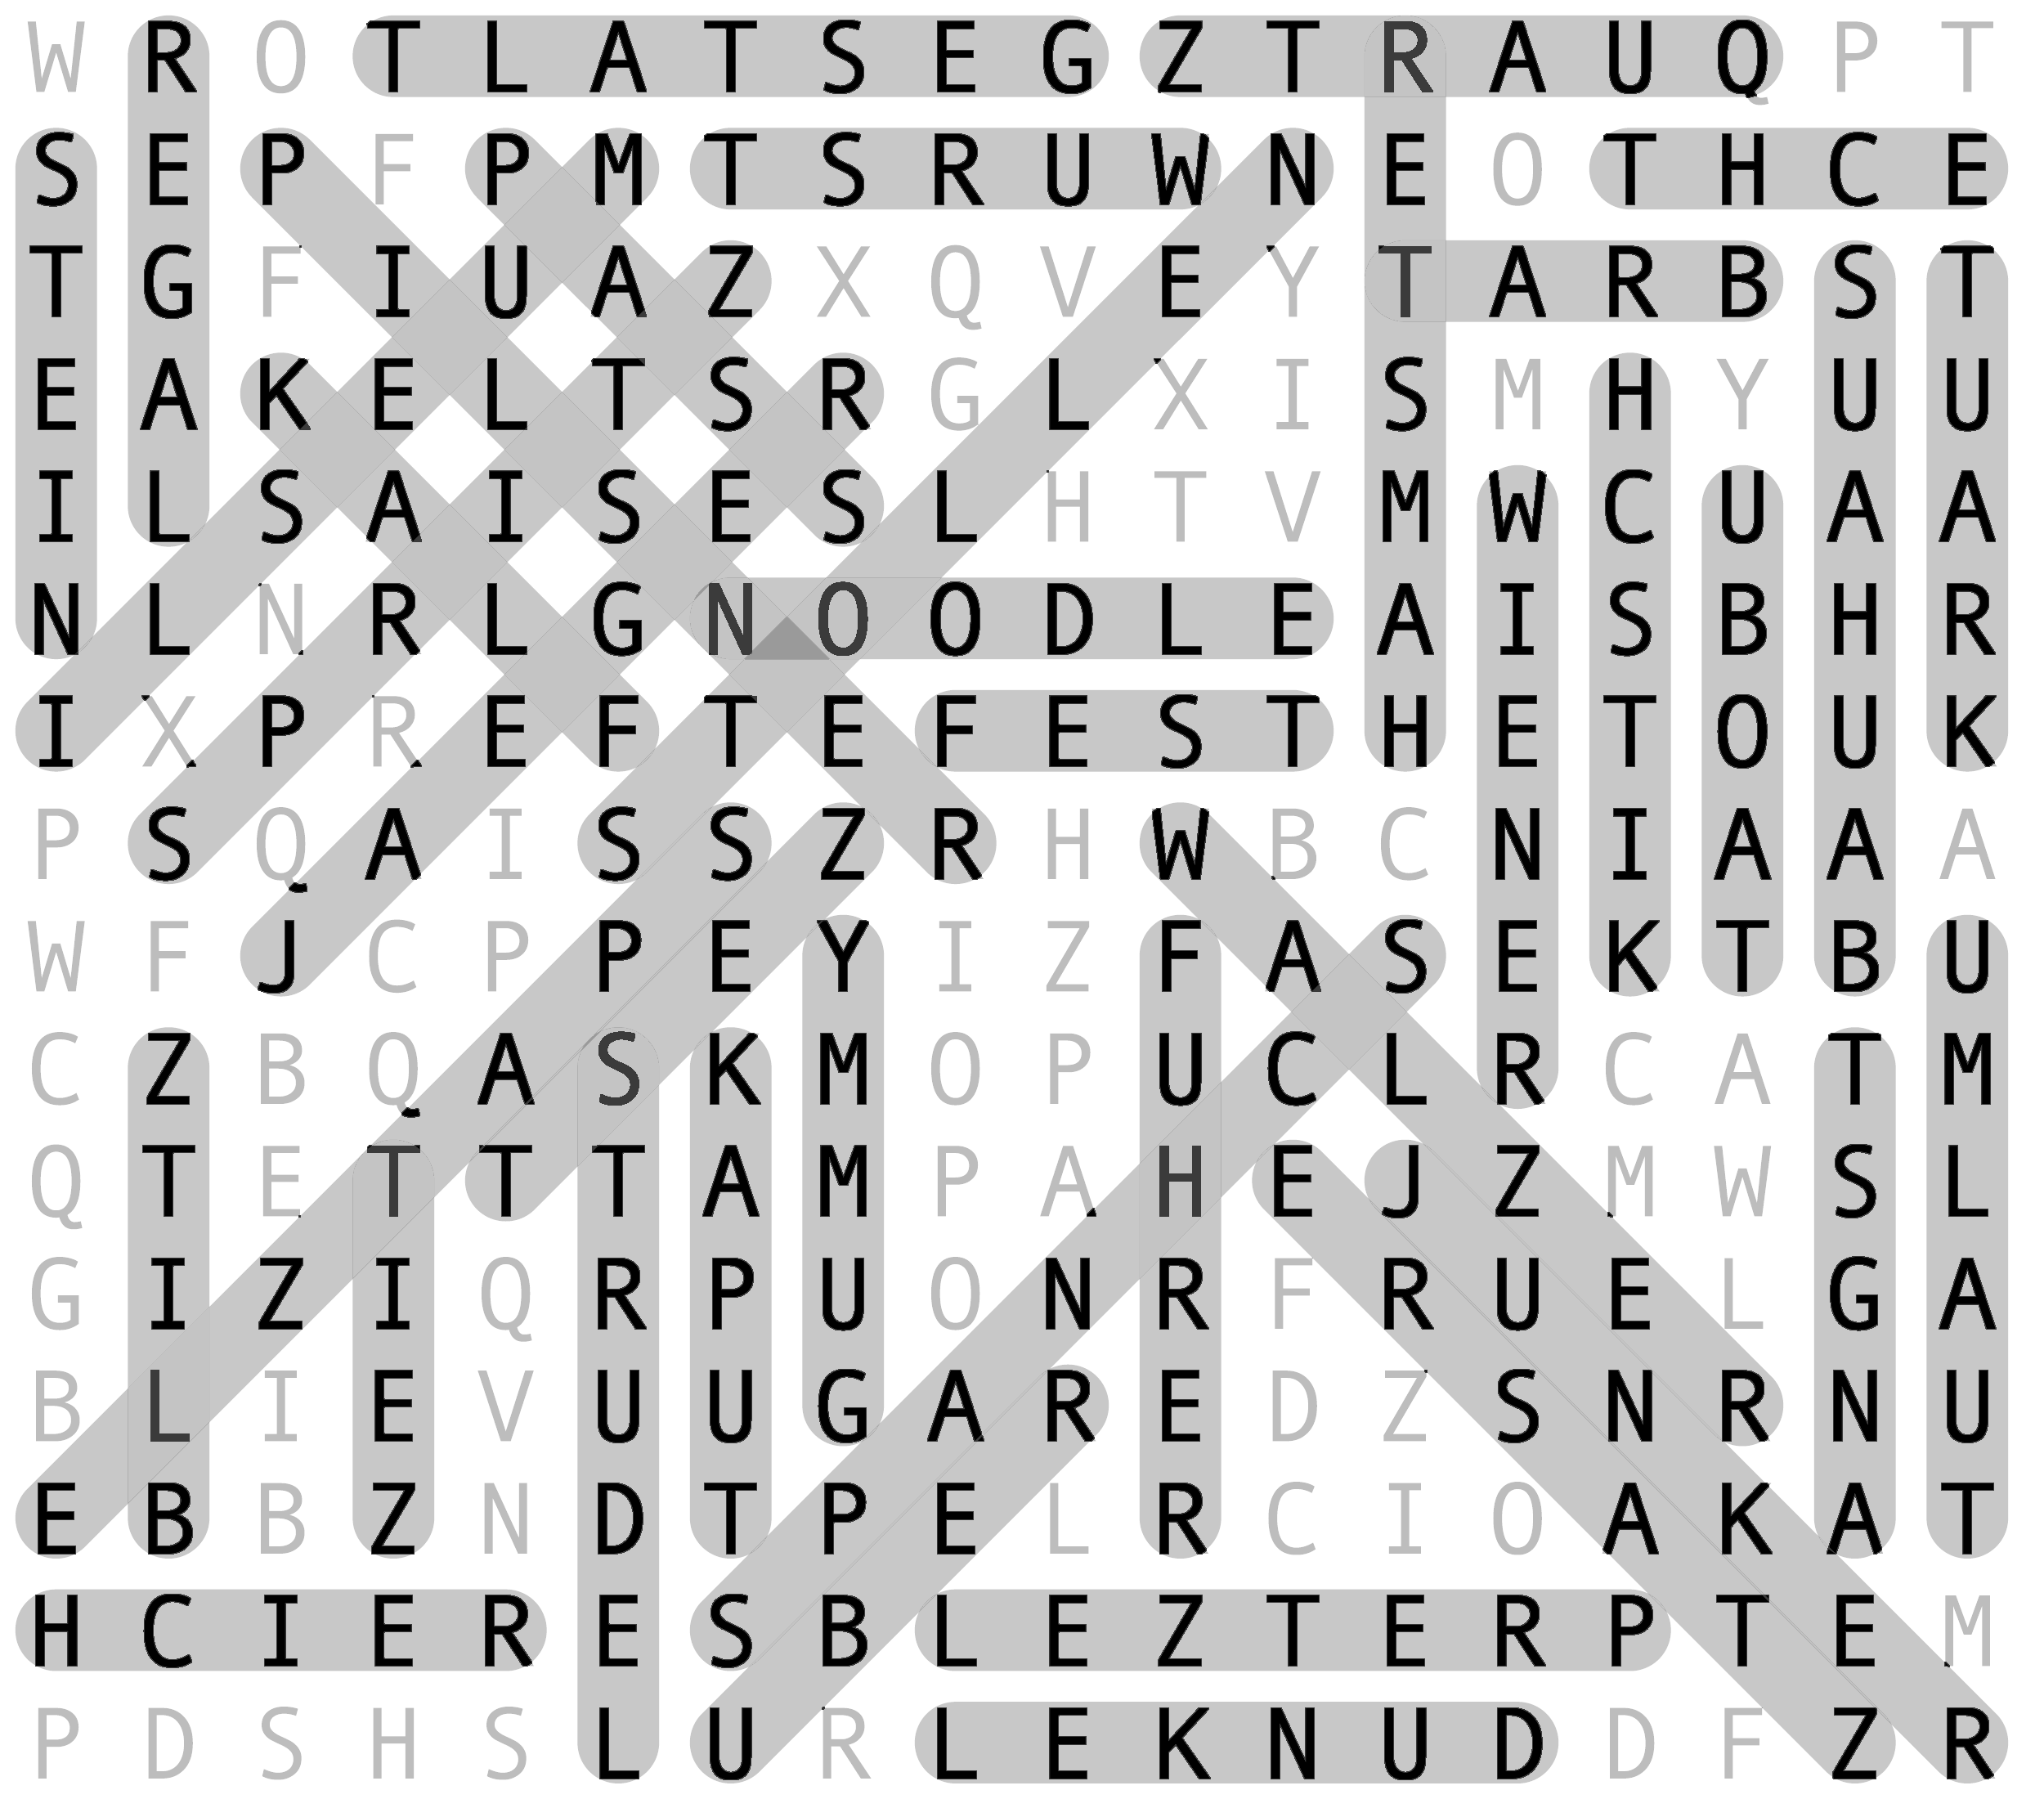 W R O T L A T S E G Z T R A U Q P T
S E P F P M T S R U W N E O T H C E
T G F I U A Z X Q V E Y T A R B S T
E A K E L T S R G L X I S M H Y U U
I L S A I S E S L H T V M W C U A A
N L N R L G N O O D L E A I S B H R
I X P R E F T E F E S T H E T O U K
P S Q A I S S Z R H W B C N I A A A
W F J C P P E Y I Z F A S E K T B U
C Z B Q A S K M O P U C L R C A T M
Q T E T T T A M P A H E J Z M W S L
G I Z I Q R P U O N R F R U E L G A
B L I E V U U G A R E D Z S N R N U
E B B Z N D T P E L R C I O A K A T
H C I E R E S B L E Z T E R P T E M
P D S H S L U R L E K N U D D F Z R